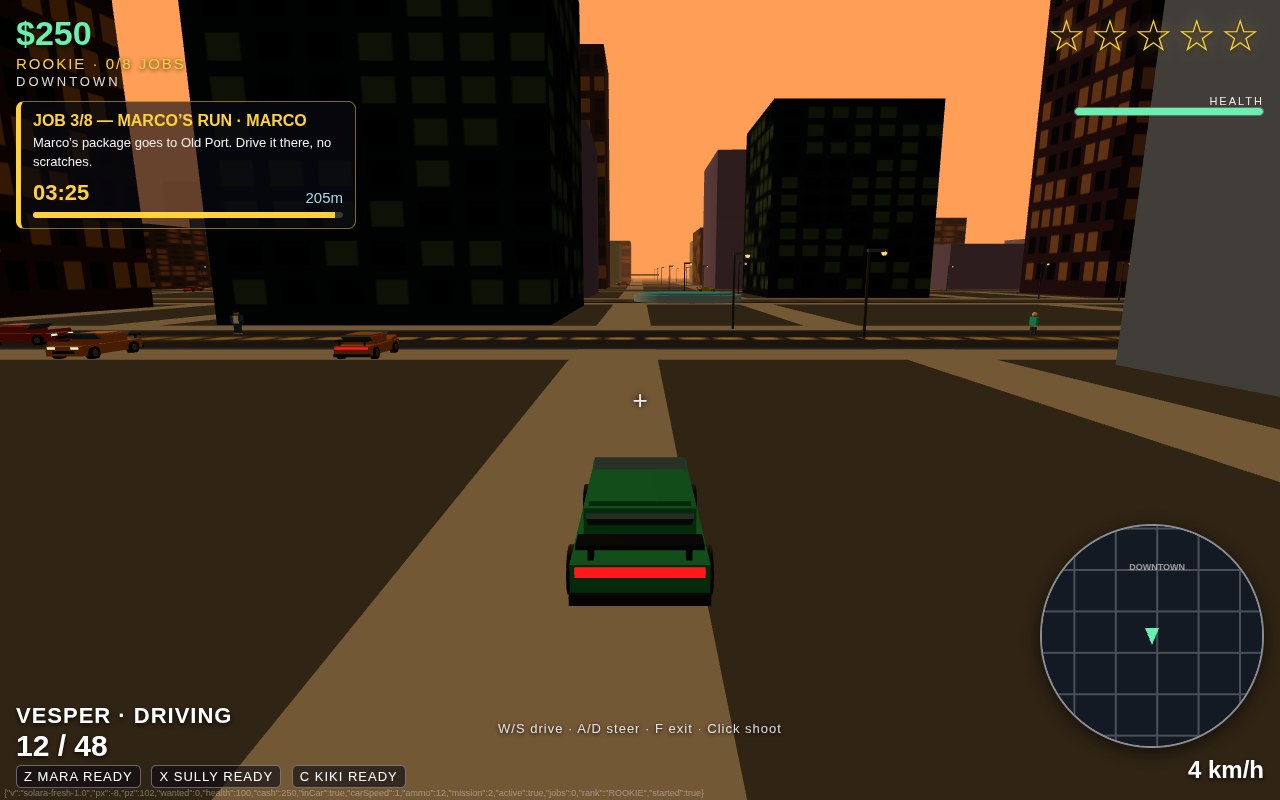 $250
ROOKIE · 0/8 JOBS
DOWNTOWN
JOB 3/8 — MARCO’S RUN · MARCO
Marco’s package goes to Old Port. Drive it there, no
scratches.
03:25
205m
HEALTH
DOWNTOWN
VESPER · DRIVING
12 / 48
W/S drive · A/D steer · F exit · Click shoot
Z MARA READY
X SULLY READY
C KIKI READY
4 km/h
{"v":"solara-fresh-1.0","px":-8,"pz":102,"wanted":0,"health":100,"cash":250,"inCar":true,"carSpeed":1,"ammo":12,"mission":2,"active":true,"jobs":0,"rank":"ROOKIE","started":true}